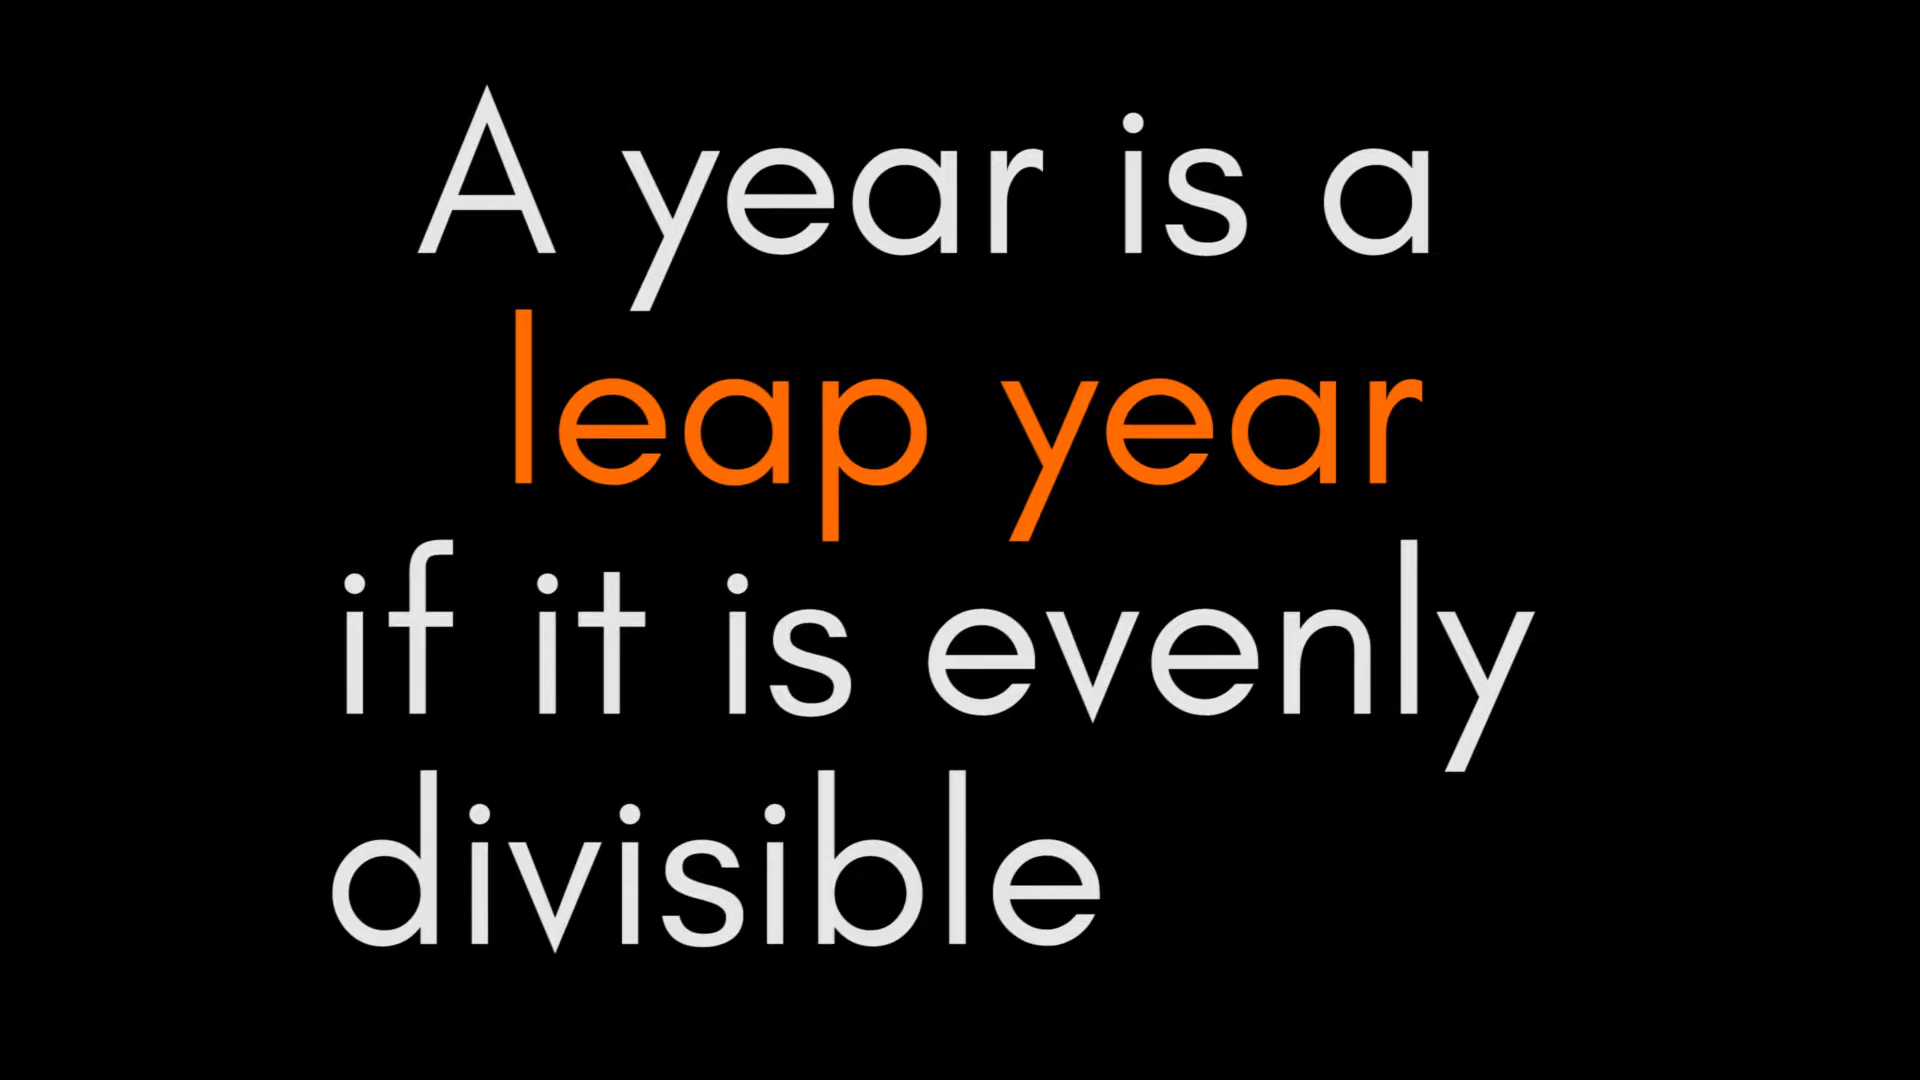 A year is a
leap year
if it is evenly
divisible